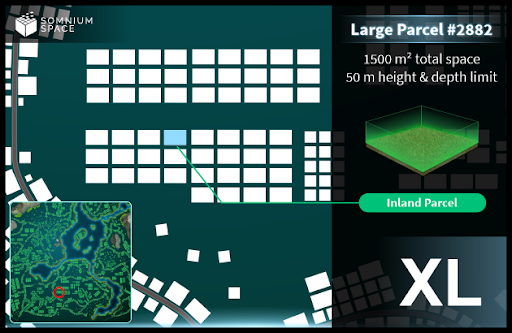 SOMNIUM
SPACE
Large Parcel #2882
1500 m² total space
50 m height & depth limit
Inland Parcel
XL